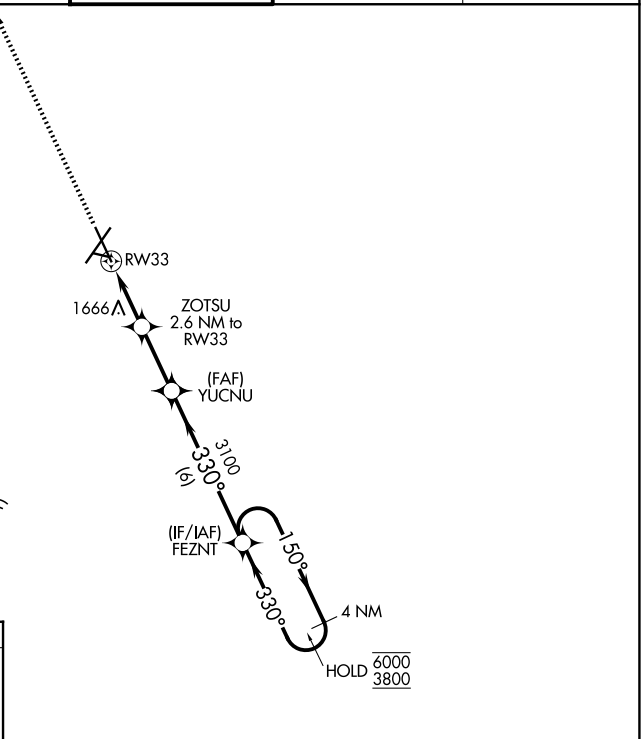 RW33
1666
ZOTSU
2.6 NM to
RW33
(FAF)
YUCNU
3100
330°
(6)
(IF/IAF)
FEZNT
150°
330°
4 NM
HOLD 6000
3800